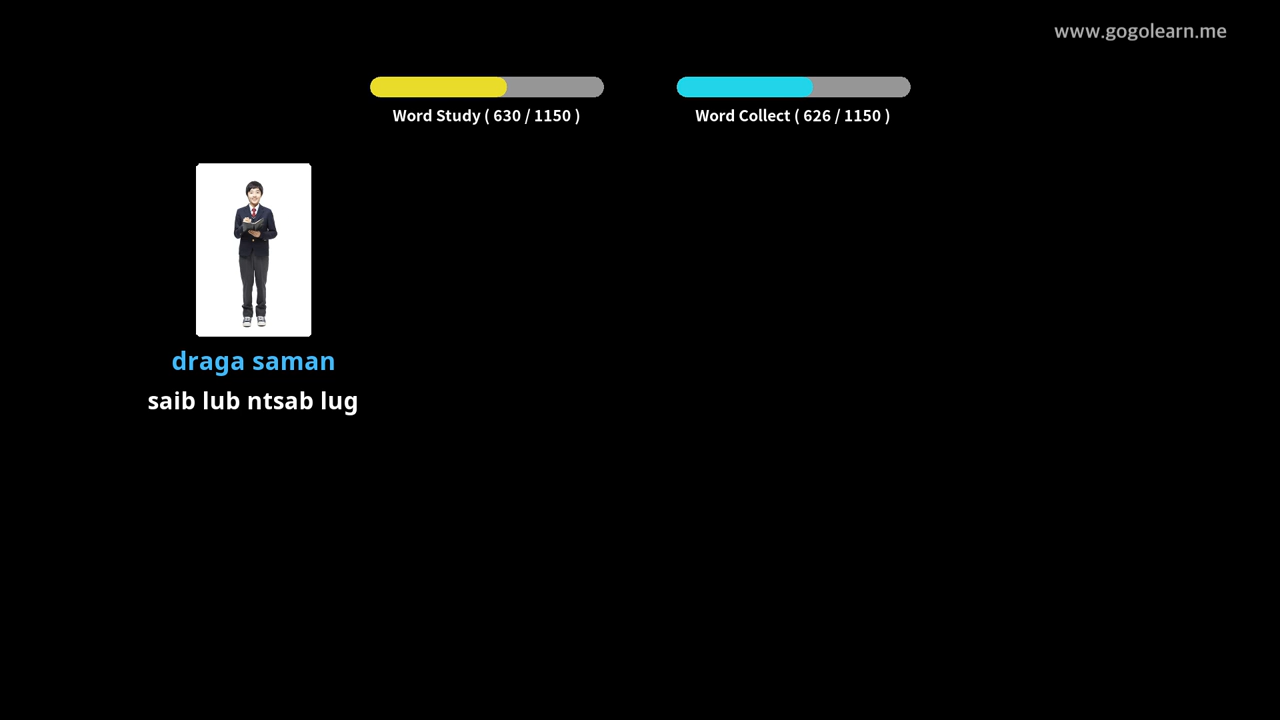 www.gogolearn.me
Word Study ( 630 / 1150 )
Word Collect ( 626 / 1150 )
draga saman
saib lub ntsab lug